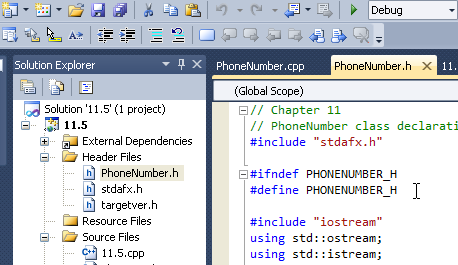 Debug
Solution Explorer
Solution '11.5' (1 project)
11.5
External Dependencies
Header Files
PhoneNumber.h
stdafx.h
targetver.h
Resource Files
Source Files
11.5.cpp
PhoneNumber.cpp
PhoneNumber.h
11.
(Global Scope)
// Chapter 11
// PhoneNumber class declarati
#include "stdafx.h"
#ifndef PHONENUMBER_H
#define PHONENUMBER_H
#include "iostream"
using std::ostream;
using std::istream;